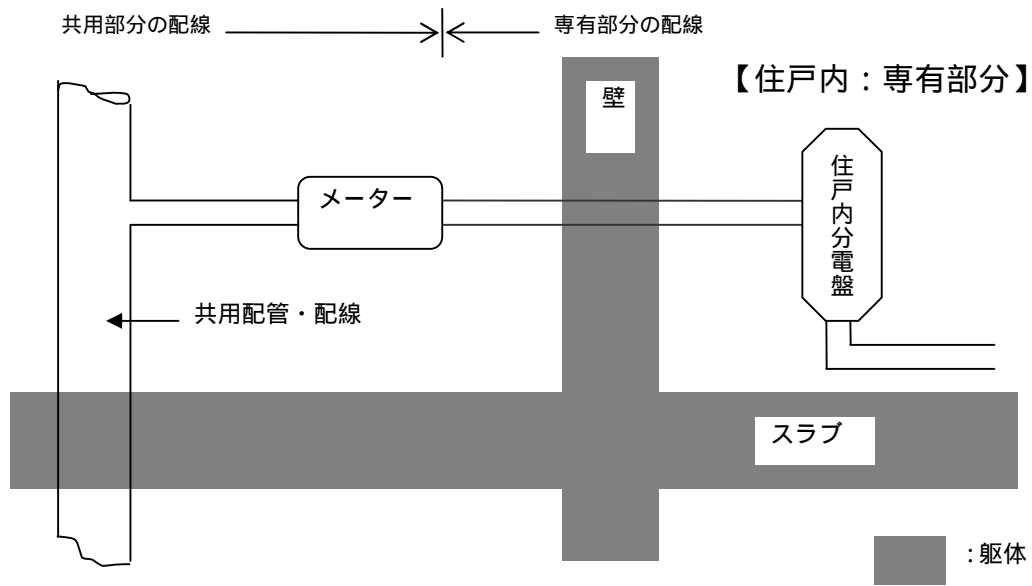 共用部分の配線
専有部分の配線
【住戸内：専有部分】
壁
メーター
住戸内分電盤
共用配管・配線
スラブ
：躯体